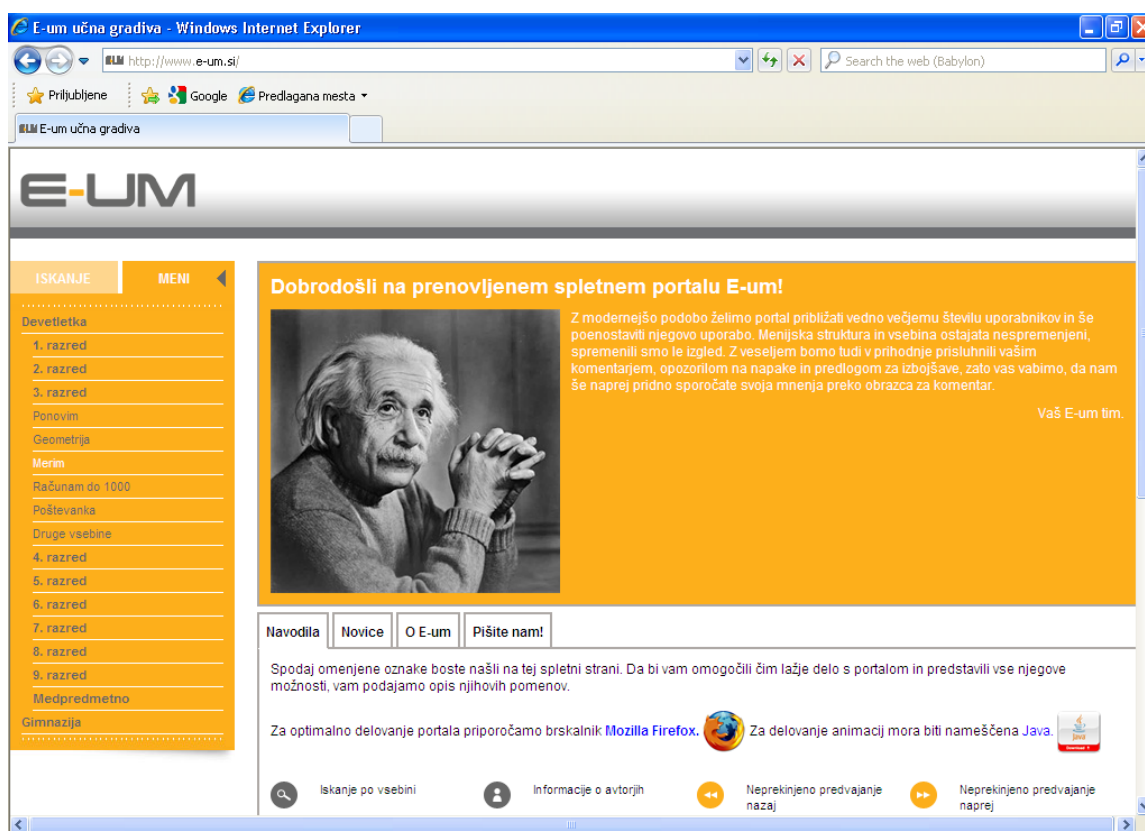 E-um učna gradiva - Windows Internet Explorer
http://www.e-um.si/
Search the web (Babylon)
Priljubljene
Google
Predlagana mesta
E-um učna gradiva
E-UM
ISKANJE
MENI
Devetletka
1. razred
2. razred
3. razred
Ponovim
Geometrija
Merim
Računam do 1000
Poštevanka
Druge vsebine
4. razred
5. razred
6. razred
7. razred
8. razred
9. razred
Medpredmetno
Gimnazija
Dobrodošli na prenovljenem spletnem portalu E-um!
Z modernejšo podobo želimo portal približati vedno večjemu številu uporabnikov in še
poenostaviti njegovo uporabo. Menijska struktura in vsebina ostajata nespremenjeni,
spremenili smo le izgled. Z veseljem bomo tudi v prihodnje prisluhnili vašim
komentarjem, opozorilom na napake in predlogom za izbojšave, zato vas vabimo, da nam
še naprej pridno sporočate svoja mnenja preko obrazca za komentar.
Vaš E-um tim.
Navodila
Novice
O E-um
Pišite nam!
Spodaj omenjene oznake boste našli na tej spletni strani. Da bi vam omogočili čim lažje delo s portalom in predstavili vse njegove
možnosti, vam podajamo opis njihovih pomenov.
Za optimalno delovanje portala priporočamo brskalnik Mozilla Firefox. Za delovanje animacij mora biti nameščena Java.
Iskanje po vsebini
Informacije o avtorjih
Neprekinjeno predvajanje
nazaj
Neprekinjeno predvajanje
naprej